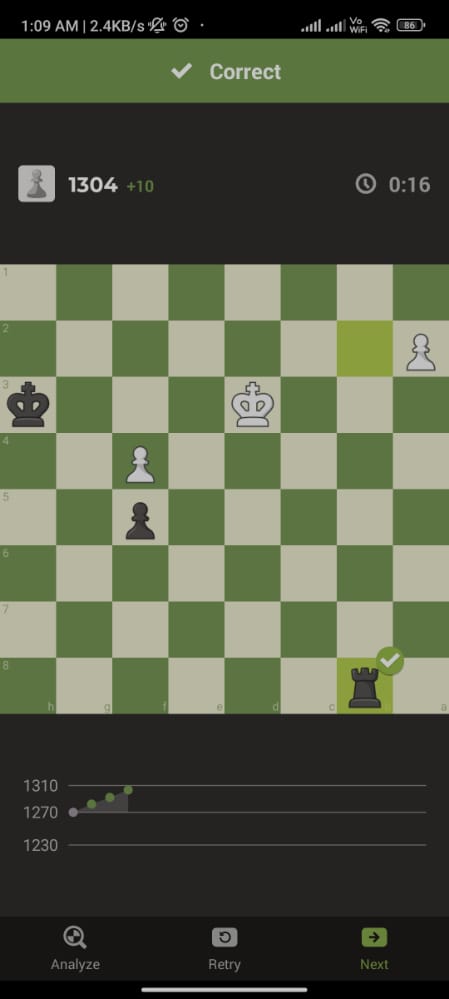 1:09 AM | 2.4KB/s
Vo
WiFi
86
Correct
1304 +10
0:16
1
2
3
4
5
6
7
8
h g f e d c a
1310
1270
1230
Analyze Retry Next